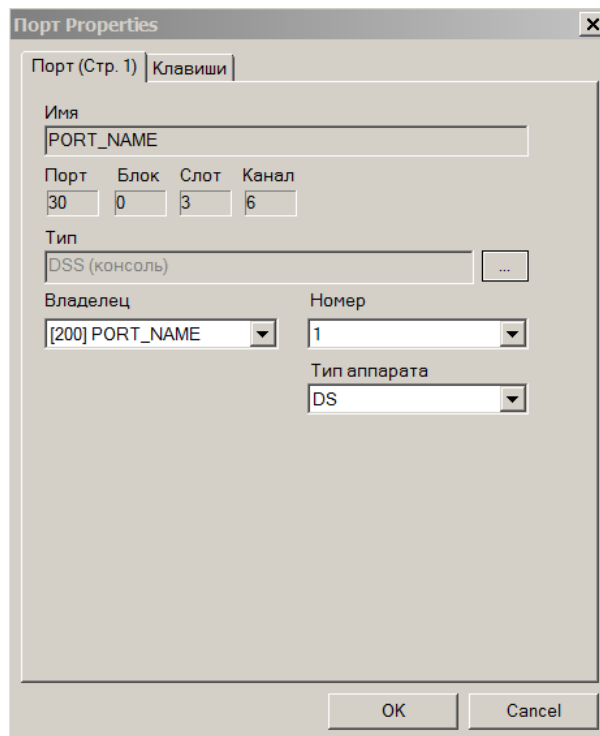 Порт Properties
Порт (Стр. 1) Клавиши
Имя
PORT_NAME
Порт Блок Слот Канал
30 0 3 6
Тип
DSS (консоль) ...
Владелец Номер
[200] PORT_NAME 1
Тип аппарата
DS
OK Cancel